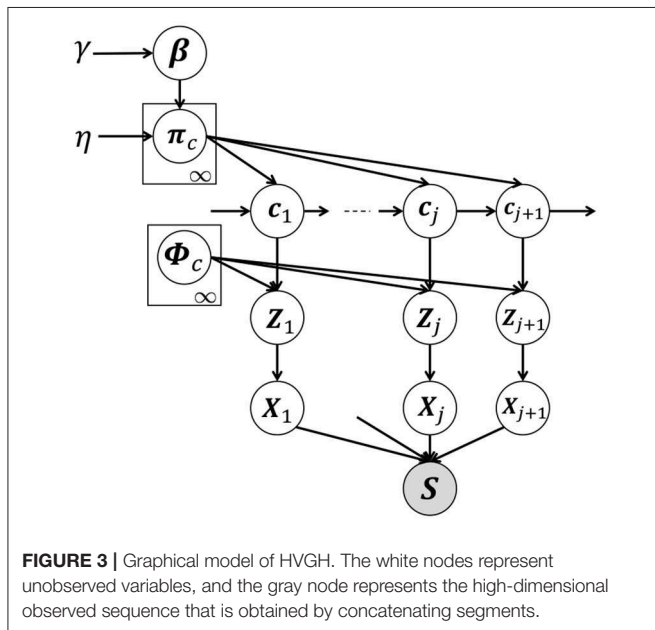 γ
β
η
π_c
∞
c_1
c_j
c_{j+1}
Φ_c
∞
Z_1
Z_j
Z_{j+1}
X_1
X_j
X_{j+1}
S
FIGURE 3 | Graphical model of HVGH. The white nodes represent
unobserved variables, and the gray node represents the high-dimensional
observed sequence that is obtained by concatenating segments.